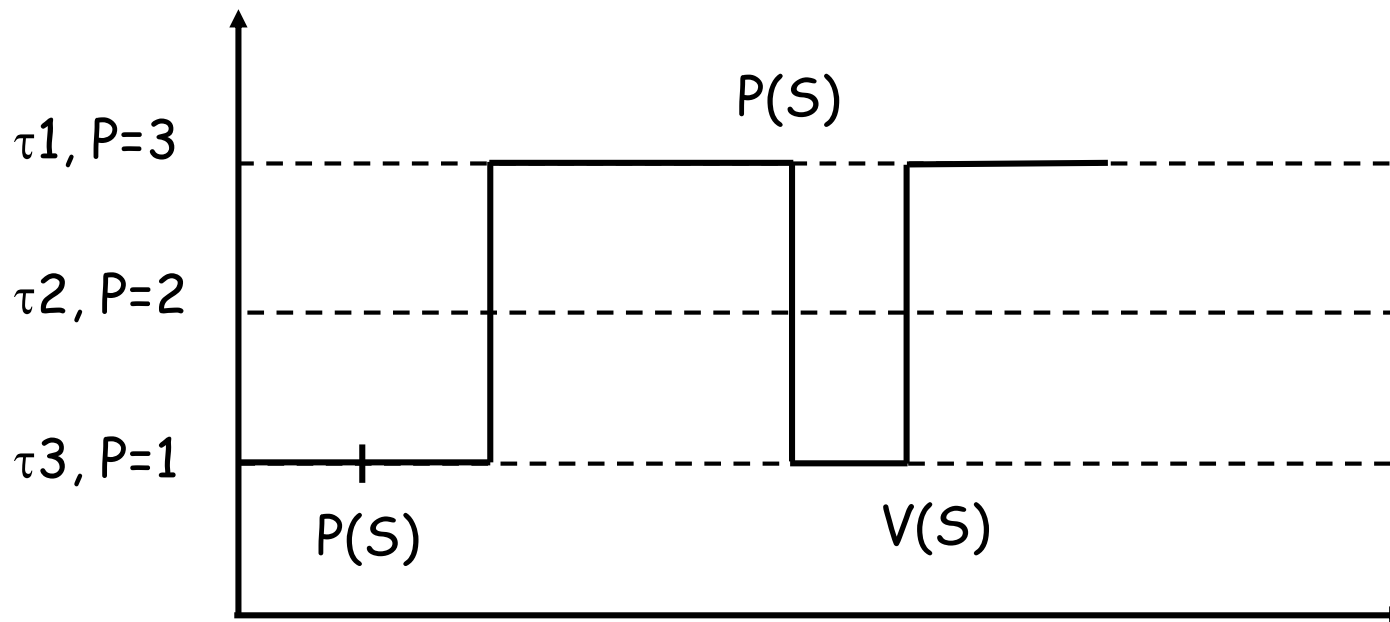 P(S)
τ1, P=3
τ2, P=2
τ3, P=1
P(S)
V(S)